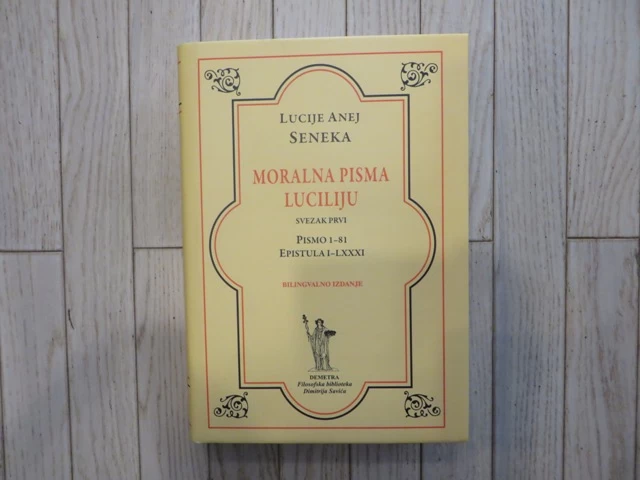 LUCIJE ANEJ
SENEKA
MORALNA PISMA
LUCILIJU
SVEZAK PRVI
PISMO 1-81
EPISTULA I-LXXXI
BILINGVALNO IZDANJE
DEMETRA
Filosofska biblioteka
Dimitrija Savića